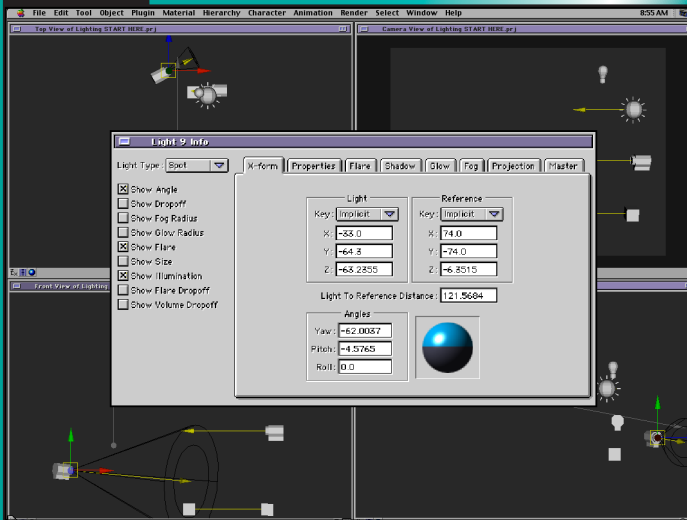 File Edit Tool Object Plugin Material Hierarchy Character Animation Render Select Window Help 8:55 AM
Top View of Lighting START HERE.prj
Camera View of Lighting START HERE.prj
Light 9 Info
Light Type: Spot
X-form Properties Flare Shadow Glow Fog Projection Master
Show Angle
Show Dropoff
Show Fog Radius
Show Glow Radius
Show Flare
Show Size
Show Illumination
Show Flare Dropoff
Show Volume Dropoff
Light
Key: Implicit
X: -33.0
Y: -64.3
Z: -63.2355
Reference
Key: Implicit
X: 74.0
Y: -74.0
Z: -6.3515
Light To Reference Distance: 121.5684
Angles
Yaw: -62.0037
Pitch: -4.5765
Roll: 0.0
Front View of Lighting